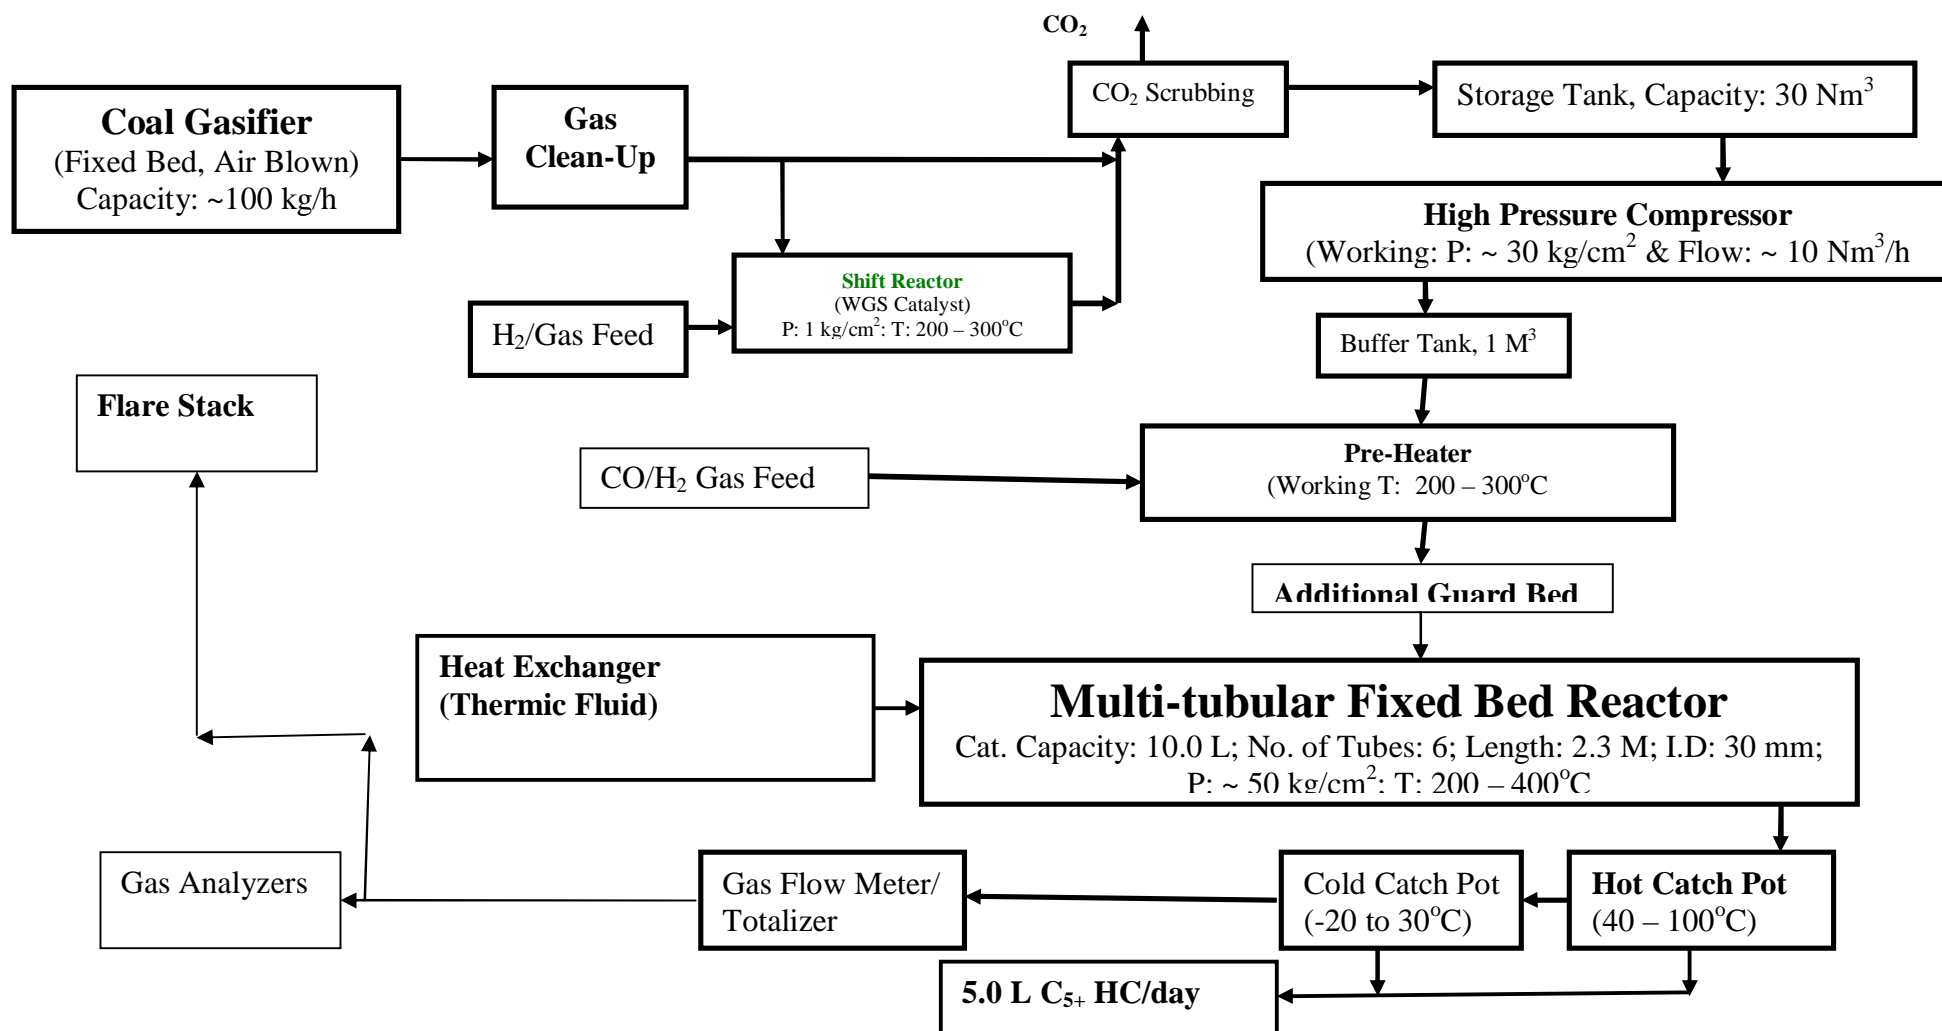 CO₂
CO₂ Scrubbing
Storage Tank, Capacity: 30 Nm³
Coal Gasifier
(Fixed Bed, Air Blown)
Capacity: ~100 kg/h
Gas
Clean-Up
High Pressure Compressor
(Working: P: ~ 30 kg/cm² & Flow: ~ 10 Nm³/h
Shift Reactor
(WGS Catalyst)
P: 1 kg/cm²: T: 200 – 300°C
H₂/Gas Feed
Buffer Tank, 1 M³
Flare Stack
Pre-Heater
(Working T: 200 – 300°C
CO/H₂ Gas Feed
Additional Guard Bed
Heat Exchanger
(Thermic Fluid)
Multi-tubular Fixed Bed Reactor
Cat. Capacity: 10.0 L; No. of Tubes: 6; Length: 2.3 M; I.D: 30 mm;
P: ~ 50 kg/cm²: T: 200 – 400°C
Gas Analyzers
Gas Flow Meter/
Totalizer
Cold Catch Pot
(-20 to 30°C)
Hot Catch Pot
(40 – 100°C)
5.0 L C₅₊ HC/day